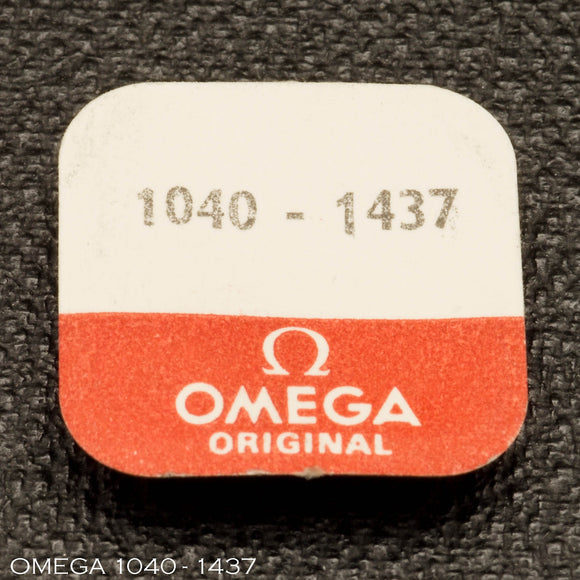 1040 - 1437
Ω
OMEGA
ORIGINAL
OMEGA 1040 - 1437